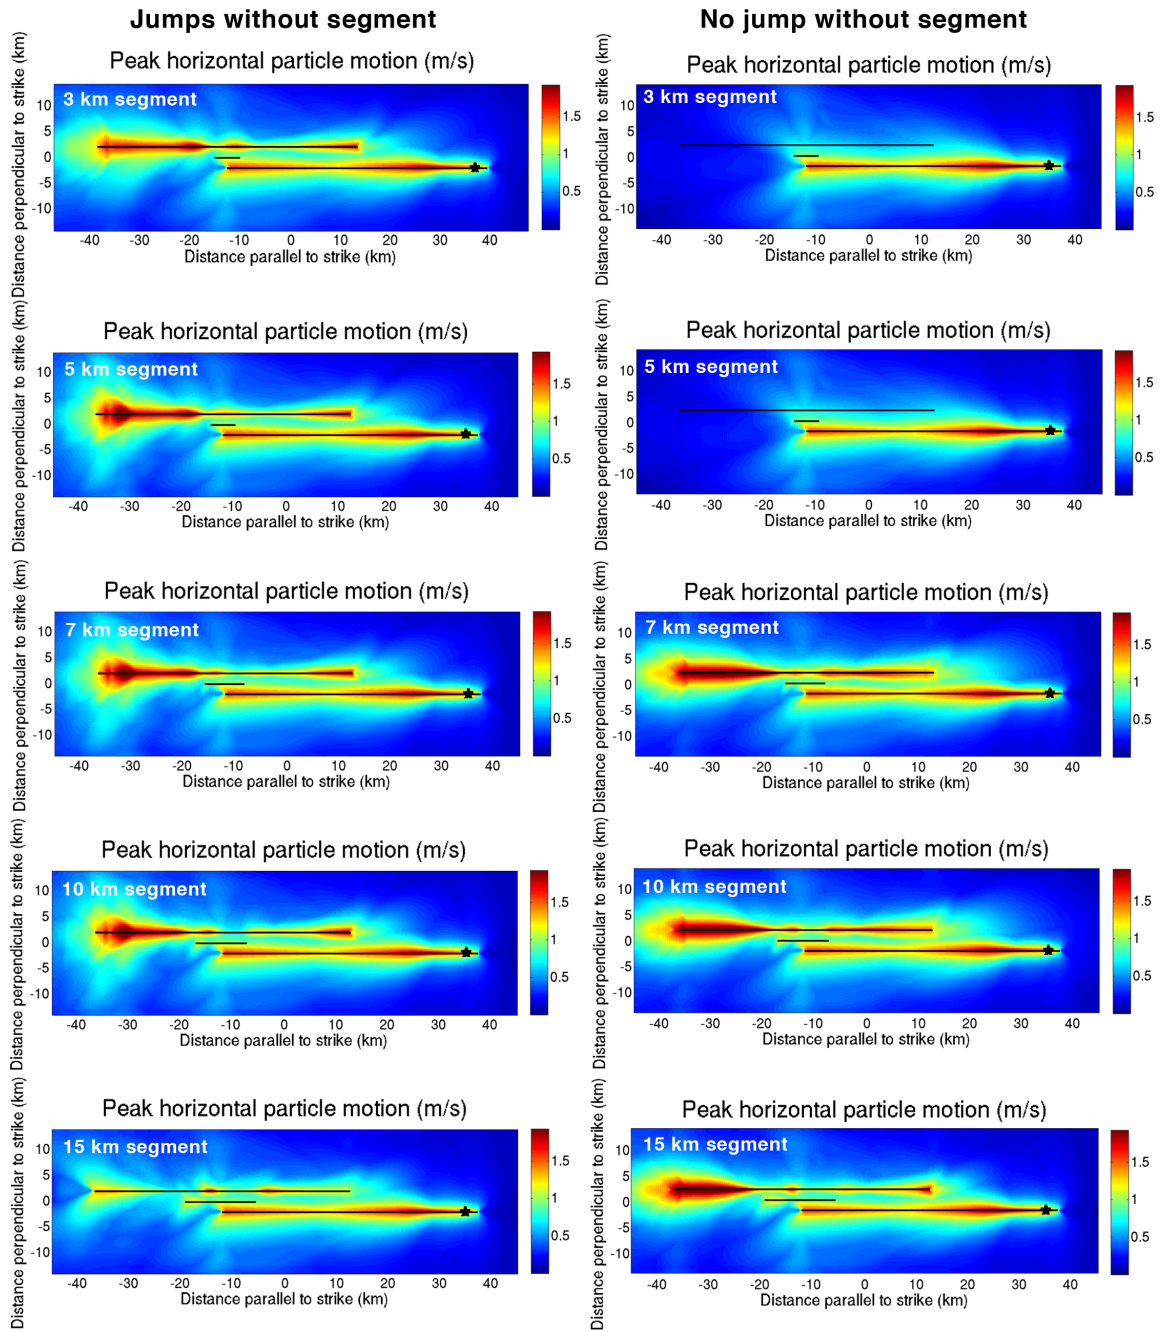 Jumps without segment
No jump without segment
Peak horizontal particle motion (m/s)
3 km segment
Distance perpendicular to strike (km)
10
5
0
-5
-10
-40 -30 -20 -10 0 10 20 30 40
Distance parallel to strike (km)
1.5
1
0.5
Peak horizontal particle motion (m/s)
3 km segment
Distance perpendicular to strike (km)
10
5
0
-5
-10
-40 -30 -20 -10 0 10 20 30 40
Distance parallel to strike (km)
1.5
1
0.5
Peak horizontal particle motion (m/s)
5 km segment
Distance perpendicular to strike (km)
10
5
0
-5
-10
-40 -30 -20 -10 0 10 20 30 40
Distance parallel to strike (km)
1.5
1
0.5
Peak horizontal particle motion (m/s)
5 km segment
Distance perpendicular to strike (km)
10
5
0
-5
-10
-40 -30 -20 -10 0 10 20 30 40
Distance parallel to strike (km)
1.5
1
0.5
Peak horizontal particle motion (m/s)
7 km segment
Distance perpendicular to strike (km)
10
5
0
-5
-10
-40 -30 -20 -10 0 10 20 30 40
Distance parallel to strike (km)
1.5
1
0.5
Peak horizontal particle motion (m/s)
7 km segment
Distance perpendicular to strike (km)
10
5
0
-5
-10
-40 -30 -20 -10 0 10 20 30 40
Distance parallel to strike (km)
1.5
1
0.5
Peak horizontal particle motion (m/s)
10 km segment
Distance perpendicular to strike (km)
10
5
0
-5
-10
-40 -30 -20 -10 0 10 20 30 40
Distance parallel to strike (km)
1.5
1
0.5
Peak horizontal particle motion (m/s)
10 km segment
Distance perpendicular to strike (km)
10
5
0
-5
-10
-40 -30 -20 -10 0 10 20 30 40
Distance parallel to strike (km)
1.5
1
0.5
Peak horizontal particle motion (m/s)
15 km segment
Distance perpendicular to strike (km)
10
5
0
-5
-10
-40 -30 -20 -10 0 10 20 30 40
Distance parallel to strike (km)
1.5
1
0.5
Peak horizontal particle motion (m/s)
15 km segment
Distance perpendicular to strike (km)
10
5
0
-5
-10
-40 -30 -20 -10 0 10 20 30 40
Distance parallel to strike (km)
1.5
1
0.5